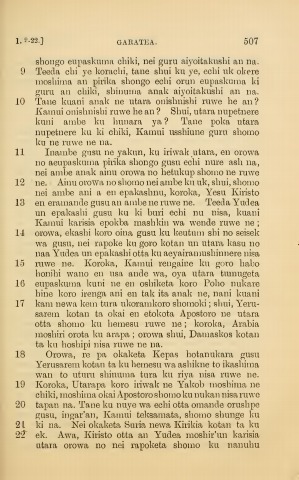 1. 9-22.] GARATEA. 507
shongo eupaskuma chiki, nei guru aiyoitakushi an na.
9 Teeda chi ye korachi, tane shui ku ye, echi uk okere
moshima an pirika shongo echi orun eupaskuma ki
guru an chiki, shinuma anak aiyoitakushi an na.
10 Tane kuani anak ne utara onishnishi ruwe he an?
Kamui onishnishi ruwe he an? Shui, utara nupetnere
kuni ambe ku hunara ya? Tane poka utara
nupetnere ku ki chiki, Kamui usshiune guru shomo
ku ne ruwe ne na.
11 Inambe gusu ne yakun, ku iriwak utara, en orowa
no aeupaskuma pirika shongo gusu echi nure ash na,
nei ambe anak ainu orowa no hetukup shomo ne ruwe
12 ne. Ainu orowa no shomo nei ambe ku uk, shui, shomo
nei ambe ani a en epakashnu, koroka, Yesu Kiristo
13 en eramande gusu an ambe ne ruwe ne. Teeda Yudea
un epakashi gusu ku ki buri echi nu nisa, kuani
Kamui karisia epokba mashkin wa wende ruwe ne;
14 orowa, ekashi koro oina gusu ku keutum shi no seisek
wa gusu, nei rapoke ku goro kotan un utara kasu no
naa Yudea un epakashi otta ku aeyairamushinnere nisa
15 ruwe ne. Koroka, Kamui rengaine ku goro habo
honibi wano en usa ande wa, oya utara tumugeta
16 eupaskuma kuni ne en oshiketa koro Poho nukare
hine koro irenga ani en tak ita anak ne, nani kuani
17 kam newa kem tura ukoramkoro shomoki; shui, Yeru-
sarem kotan ta okai en etokota Apostoro ne utara
otta shomo ku hemesu ruwe ne; koroka, Arabia
moshiri orota ku arapa; orowa shui, Damaskos kotan
ta ku hoshipi nisa ruwe ne na.
18 Orowa, re pa okaketa Kepas hotanukara gusu
Yerusarem kotan ta ku hemesu wa ashikne to ikashima
wan to uturu shinuma tura ku riya nisa ruwe ne.
19 Koroka, Utarapa koro iriwak ne Yakob moshima ne
chiki, moshima okai Apostoro shomo ku nukan nisa ruwe
20 tapan na. Tane ku nuye wa echi otta omande orushpe
gusu, ingar'an, Kamui teksamata, shomo shunge ku
21 ki na. Nei okaketa Suria newa Kirikia kotan ta ku
22 ek. Awa, Kiristo otta an Yudea moshir'un karisia
utara orowa no nei rapoketa shomo ku nanuhu